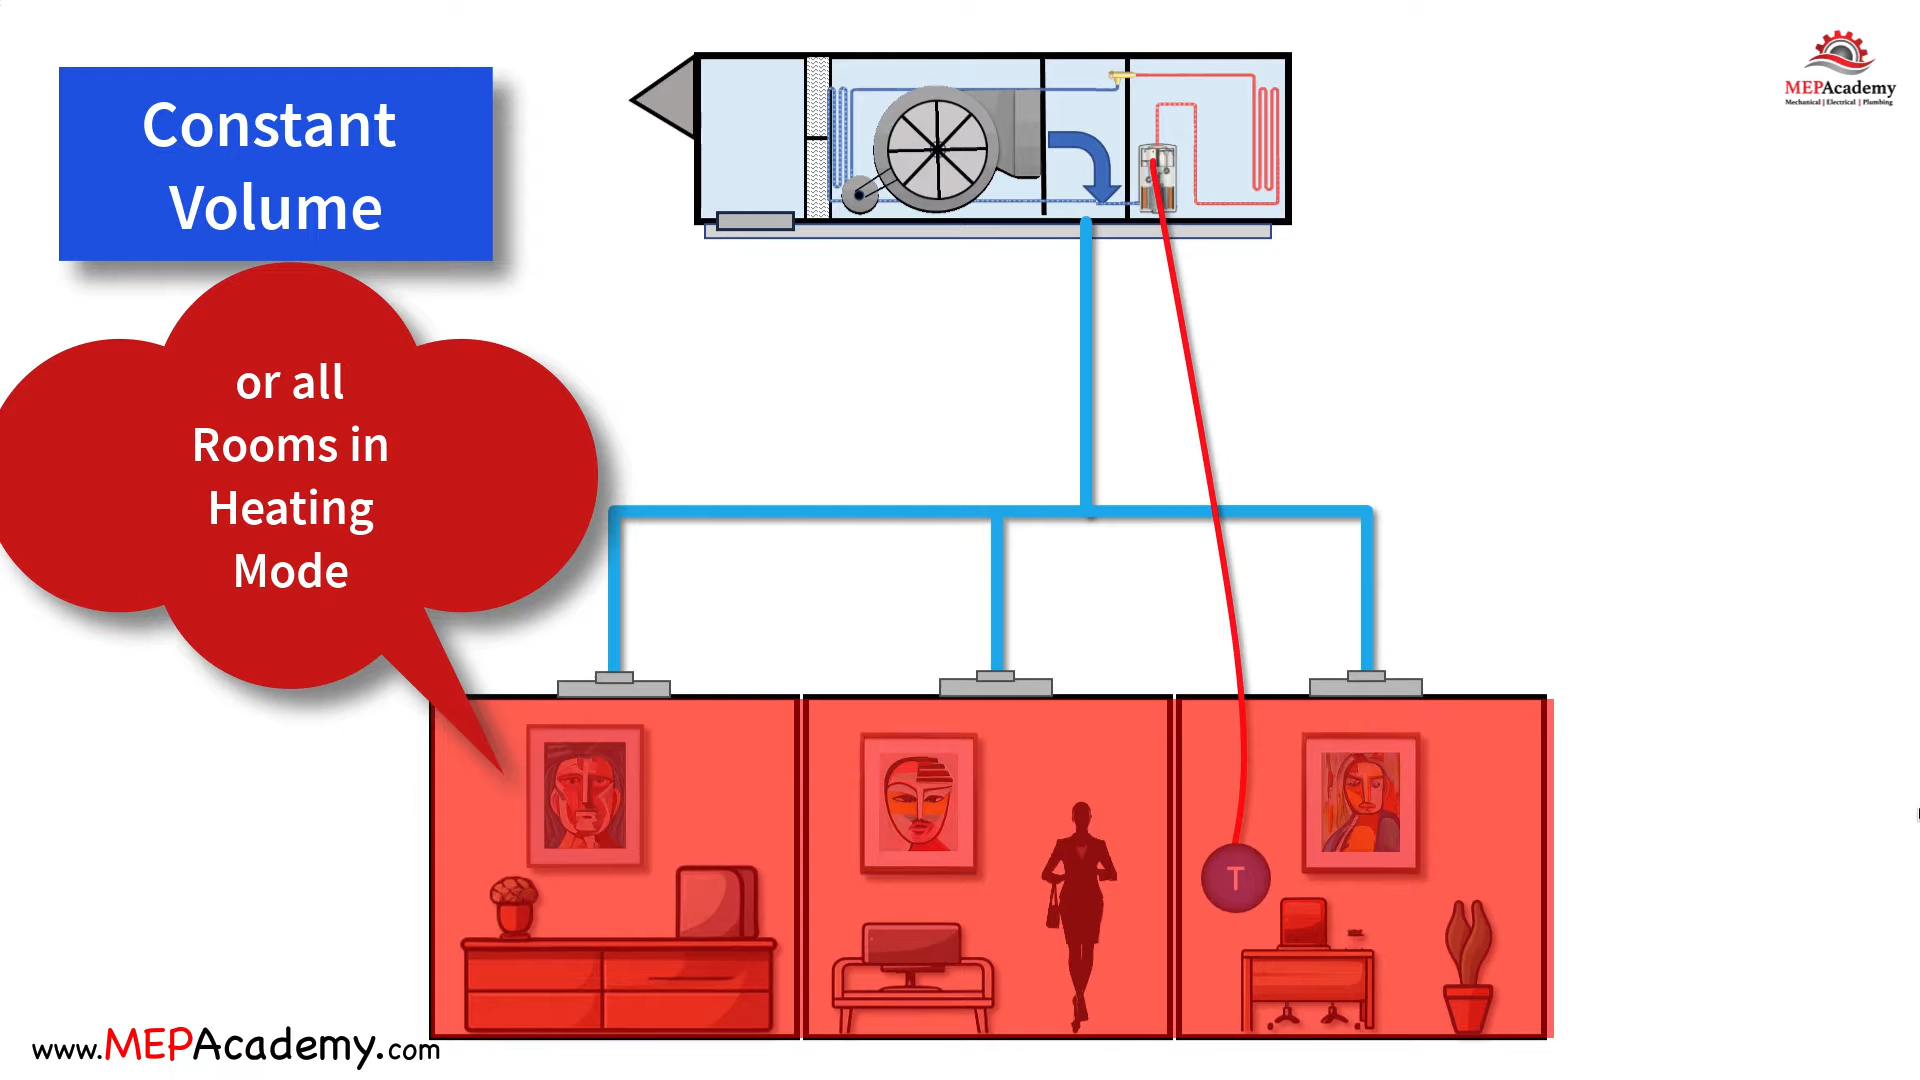 Constant
Volume
or all
Rooms in
Heating
Mode
MEPAcademy
Mechanical | Electrical | Plumbing
T
www.MEPAcademy.com